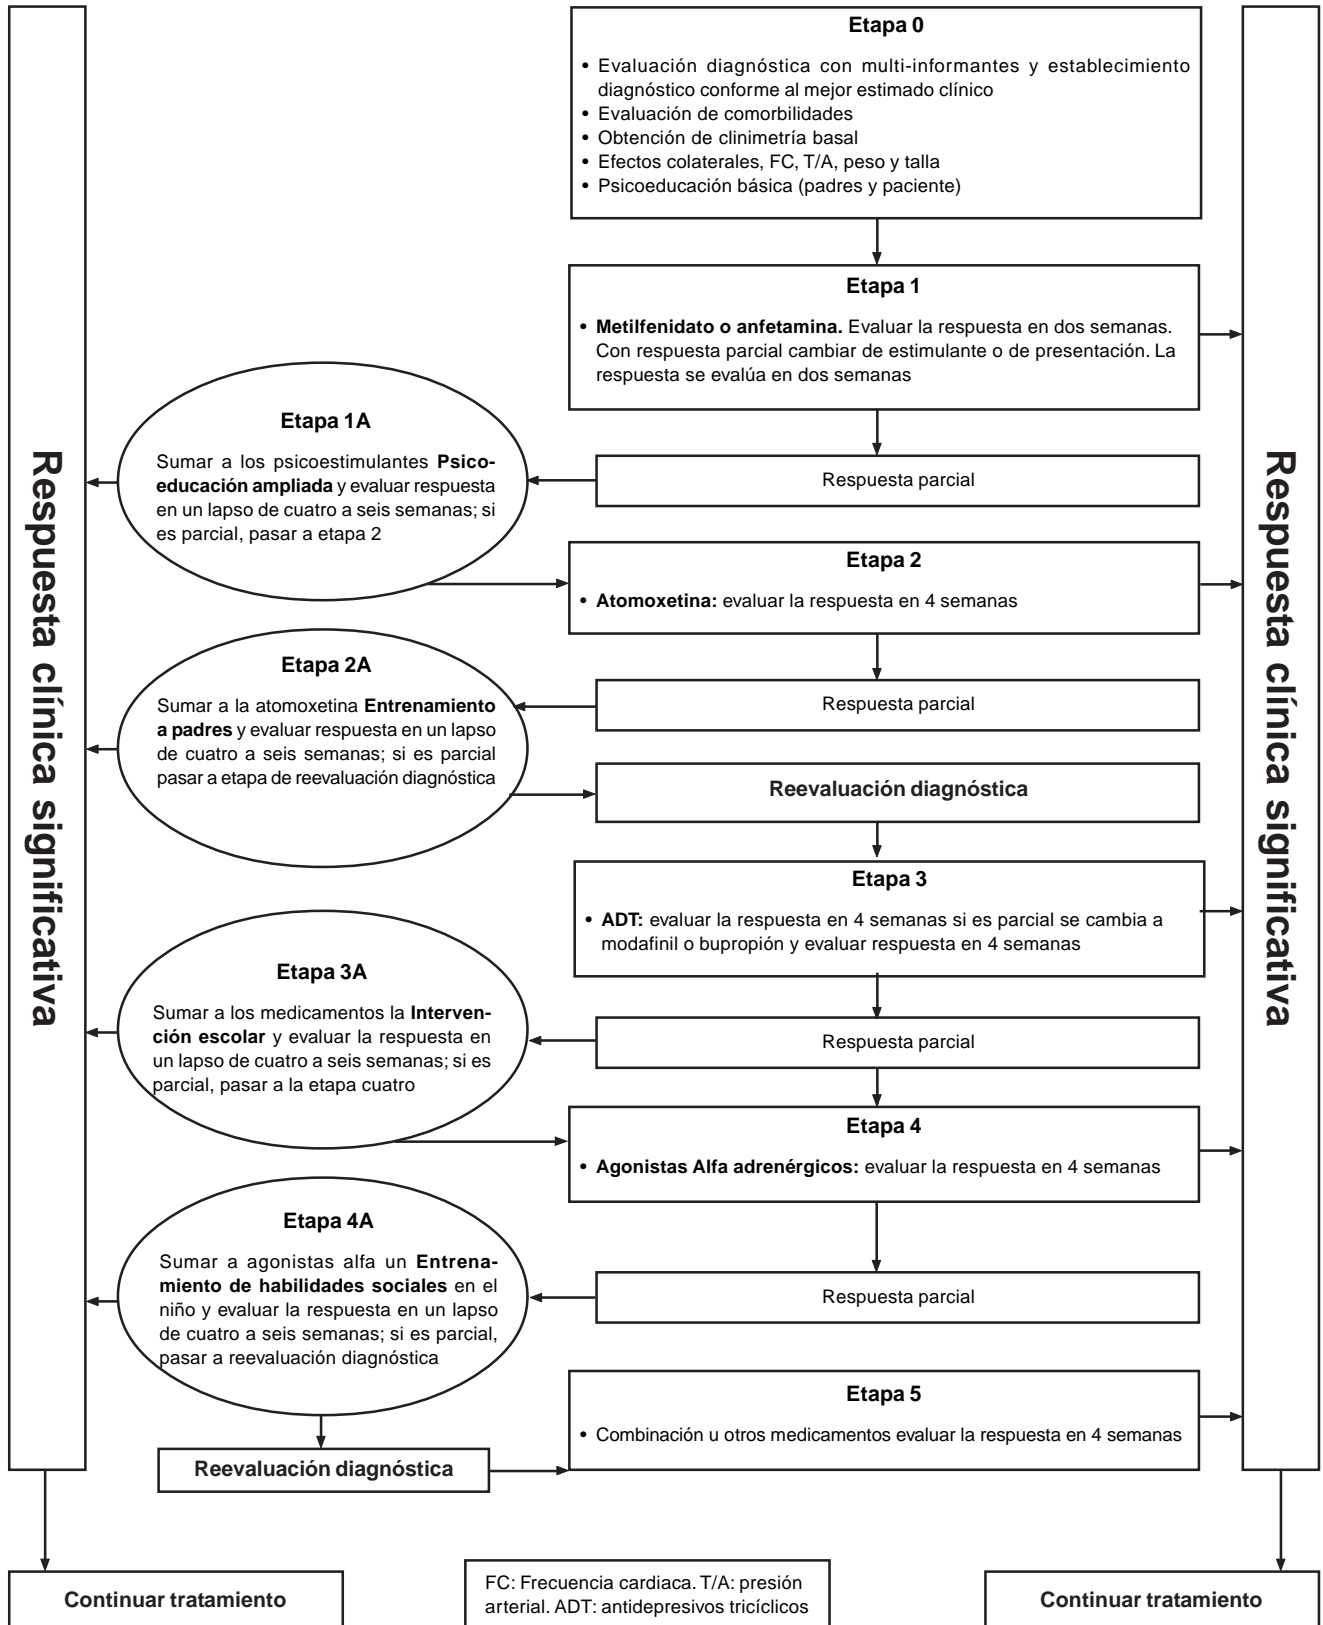 Etapa 0
• Evaluación diagnóstica con multi-informantes y establecimiento
diagnóstico conforme al mejor estimado clínico
• Evaluación de comorbilidades
• Obtención de clinimetría basal
• Efectos colaterales, FC, T/A, peso y talla
• Psicoeducación básica (padres y paciente)
Etapa 1
• Metilfenidato o anfetamina. Evaluar la respuesta en dos semanas.
Con respuesta parcial cambiar de estimulante o de presentación. La
respuesta se evalúa en dos semanas
Respuesta parcial
Etapa 1A
Sumar a los psicoestimulantes Psico-
educación ampliada y evaluar respuesta
en un lapso de cuatro a seis semanas; si
es parcial, pasar a etapa 2
Etapa 2
• Atomoxetina: evaluar la respuesta en 4 semanas
Respuesta parcial
Etapa 2A
Sumar a la atomoxetina Entrenamiento
a padres y evaluar respuesta en un lapso
de cuatro a seis semanas; si es parcial
pasar a etapa de reevaluación diagnóstica
Reevaluación diagnóstica
Etapa 3
• ADT: evaluar la respuesta en 4 semanas si es parcial se cambia a
modafinil o bupropión y evaluar respuesta en 4 semanas
Respuesta parcial
Etapa 3A
Sumar a los medicamentos la Interven-
ción escolar y evaluar la respuesta en
un lapso de cuatro a seis semanas; si es
parcial, pasar a la etapa cuatro
Etapa 4
• Agonistas Alfa adrenérgicos: evaluar la respuesta en 4 semanas
Respuesta parcial
Etapa 4A
Sumar a agonistas alfa un Entrena-
miento de habilidades sociales en el
niño y evaluar la respuesta en un lapso
de cuatro a seis semanas; si es parcial,
pasar a reevaluación diagnóstica
Reevaluación diagnóstica
Etapa 5
• Combinación u otros medicamentos evaluar la respuesta en 4 semanas
Respuesta clínica significativa
Respuesta clínica significativa
Continuar tratamiento
FC: Frecuencia cardiaca. T/A: presión
arterial. ADT: antidepresivos tricíclicos
Continuar tratamiento